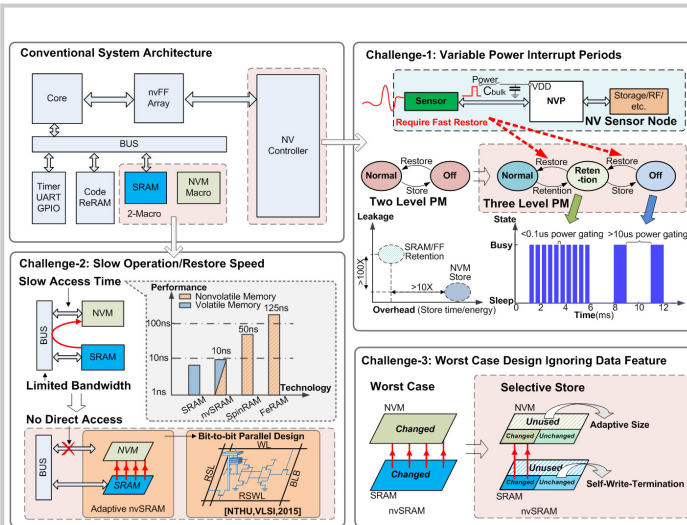 Conventional System Architecture
Core
nvFF
Array
NV
Controller
BUS
Timer
UART
GPIO
Code
ReRAM
SRAM
NVM
Macro
2-Macro
Challenge-1: Variable Power Interrupt Periods
Power
Cbulk
VDD
Sensor
NVP
Storage/RF/
etc.
Require Fast Restore
NV Sensor Node
Normal
Restore
Store
Off
Two Level PM
Normal
Restore
Retention
Reten
-tion
Restore
Store
Off
Three Level PM
Leakage
SRAM/FF
Retention
>100X
>10X
NVM
Store
Overhead (Store time/energy)
State
<0.1us power gating
>10us power gating
Busy
Sleep
0 2 4 6 8 10 12
Time(ms)
Challenge-2: Slow Operation/Restore Speed
Slow Access Time
BUS
NVM
SRAM
Limited Bandwidth
No Direct Access
Performance
Nonvolatile Memory
Volatile Memory
125ns
100ns
50ns
10ns
10ns
1ns
Technology
SRAM
nvSRAM
SpinRAM
FeRAM
BUS
NVM
SRAM
Adaptive nvSRAM
Bit-to-bit Parallel Design
WL
RSL
BLB
RSWL
[NTHU,VLSI,2015]
Challenge-3: Worst Case Design Ignoring Data Feature
Worst Case
NVM
Changed
Changed
SRAM
nvSRAM
Selective Store
NVM
Unused
Changed
Unchanged
Adaptive Size
Unused
Changed
Unchanged
Self-Write-Termination
SRAM
nvSRAM